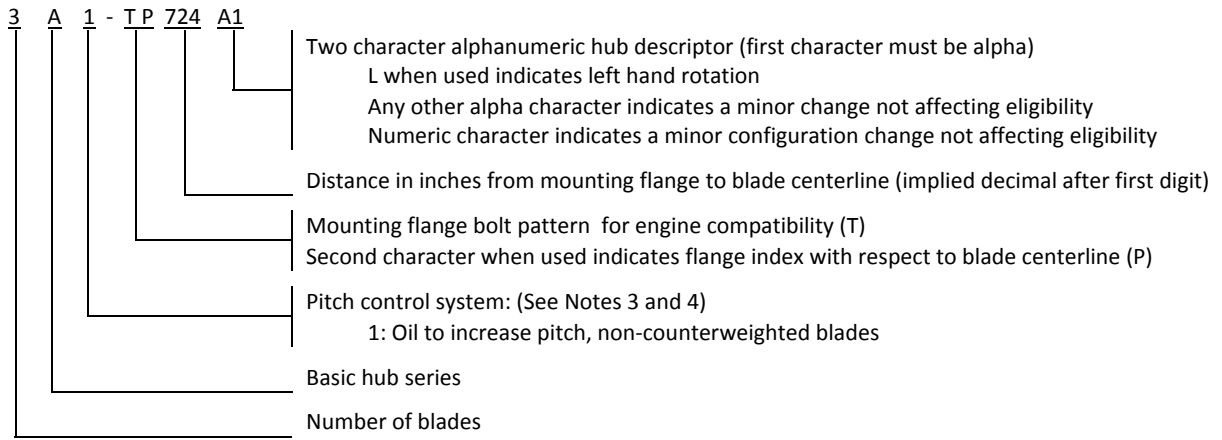 3 A 1 - T P 724 A1
Two character alphanumeric hub descriptor (first character must be alpha)
L when used indicates left hand rotation
Any other alpha character indicates a minor change not affecting eligibility
Numeric character indicates a minor configuration change not affecting eligibility
Distance in inches from mounting flange to blade centerline (implied decimal after first digit)
Mounting flange bolt pattern for engine compatibility (T)
Second character when used indicates flange index with respect to blade centerline (P)
Pitch control system: (See Notes 3 and 4)
1: Oil to increase pitch, non-counterweighted blades
Basic hub series
Number of blades